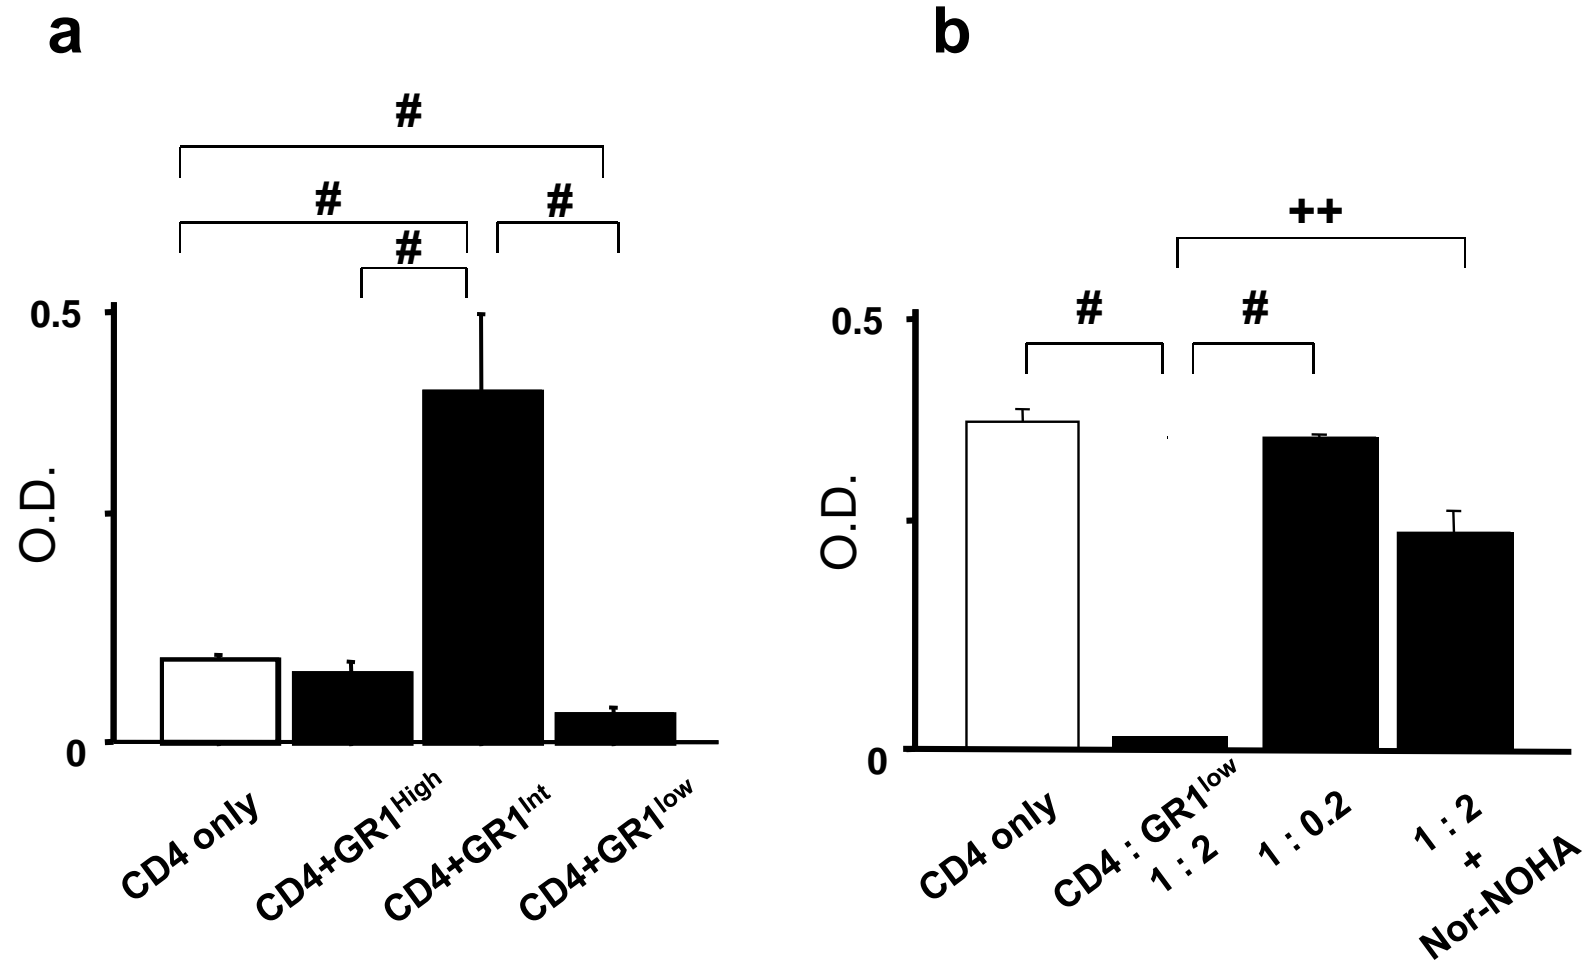 a
#
#
#
#
0.5
O.D.
0
CD4 only
CD4+GR1High
CD4+GR1Int
CD4+GR1low
b
++
#
#
0.5
O.D.
0
CD4 only
CD4 : GR1low
1 : 2
1 : 0.2
1 : 2
+
Nor-NOHA